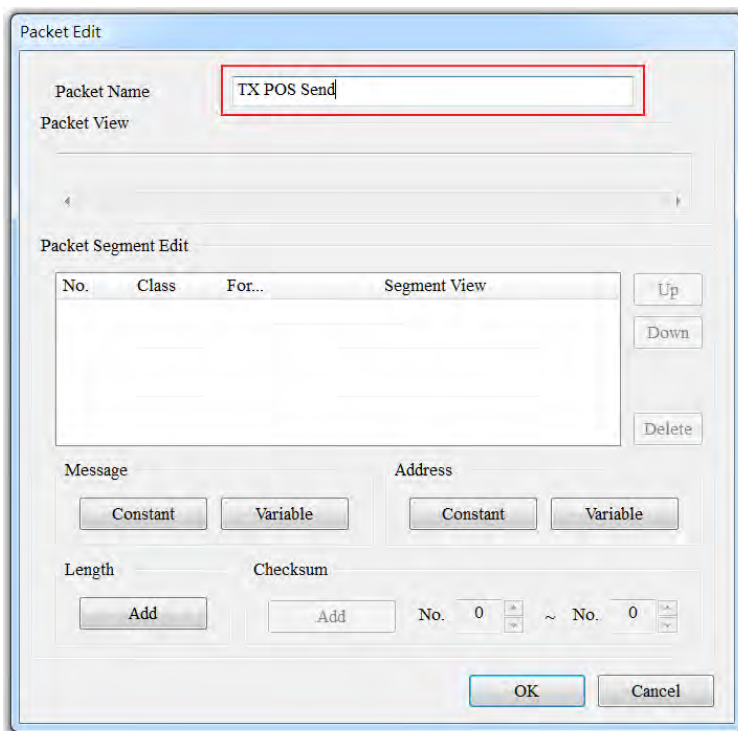 Packet Edit
Packet Name TX POS Send
Packet View
Packet Segment Edit
No. Class For... Segment View
Up
Down
Delete
Message Address
Constant Variable Constant Variable
Length Checksum
Add Add No. 0 ~ No. 0
OK Cancel